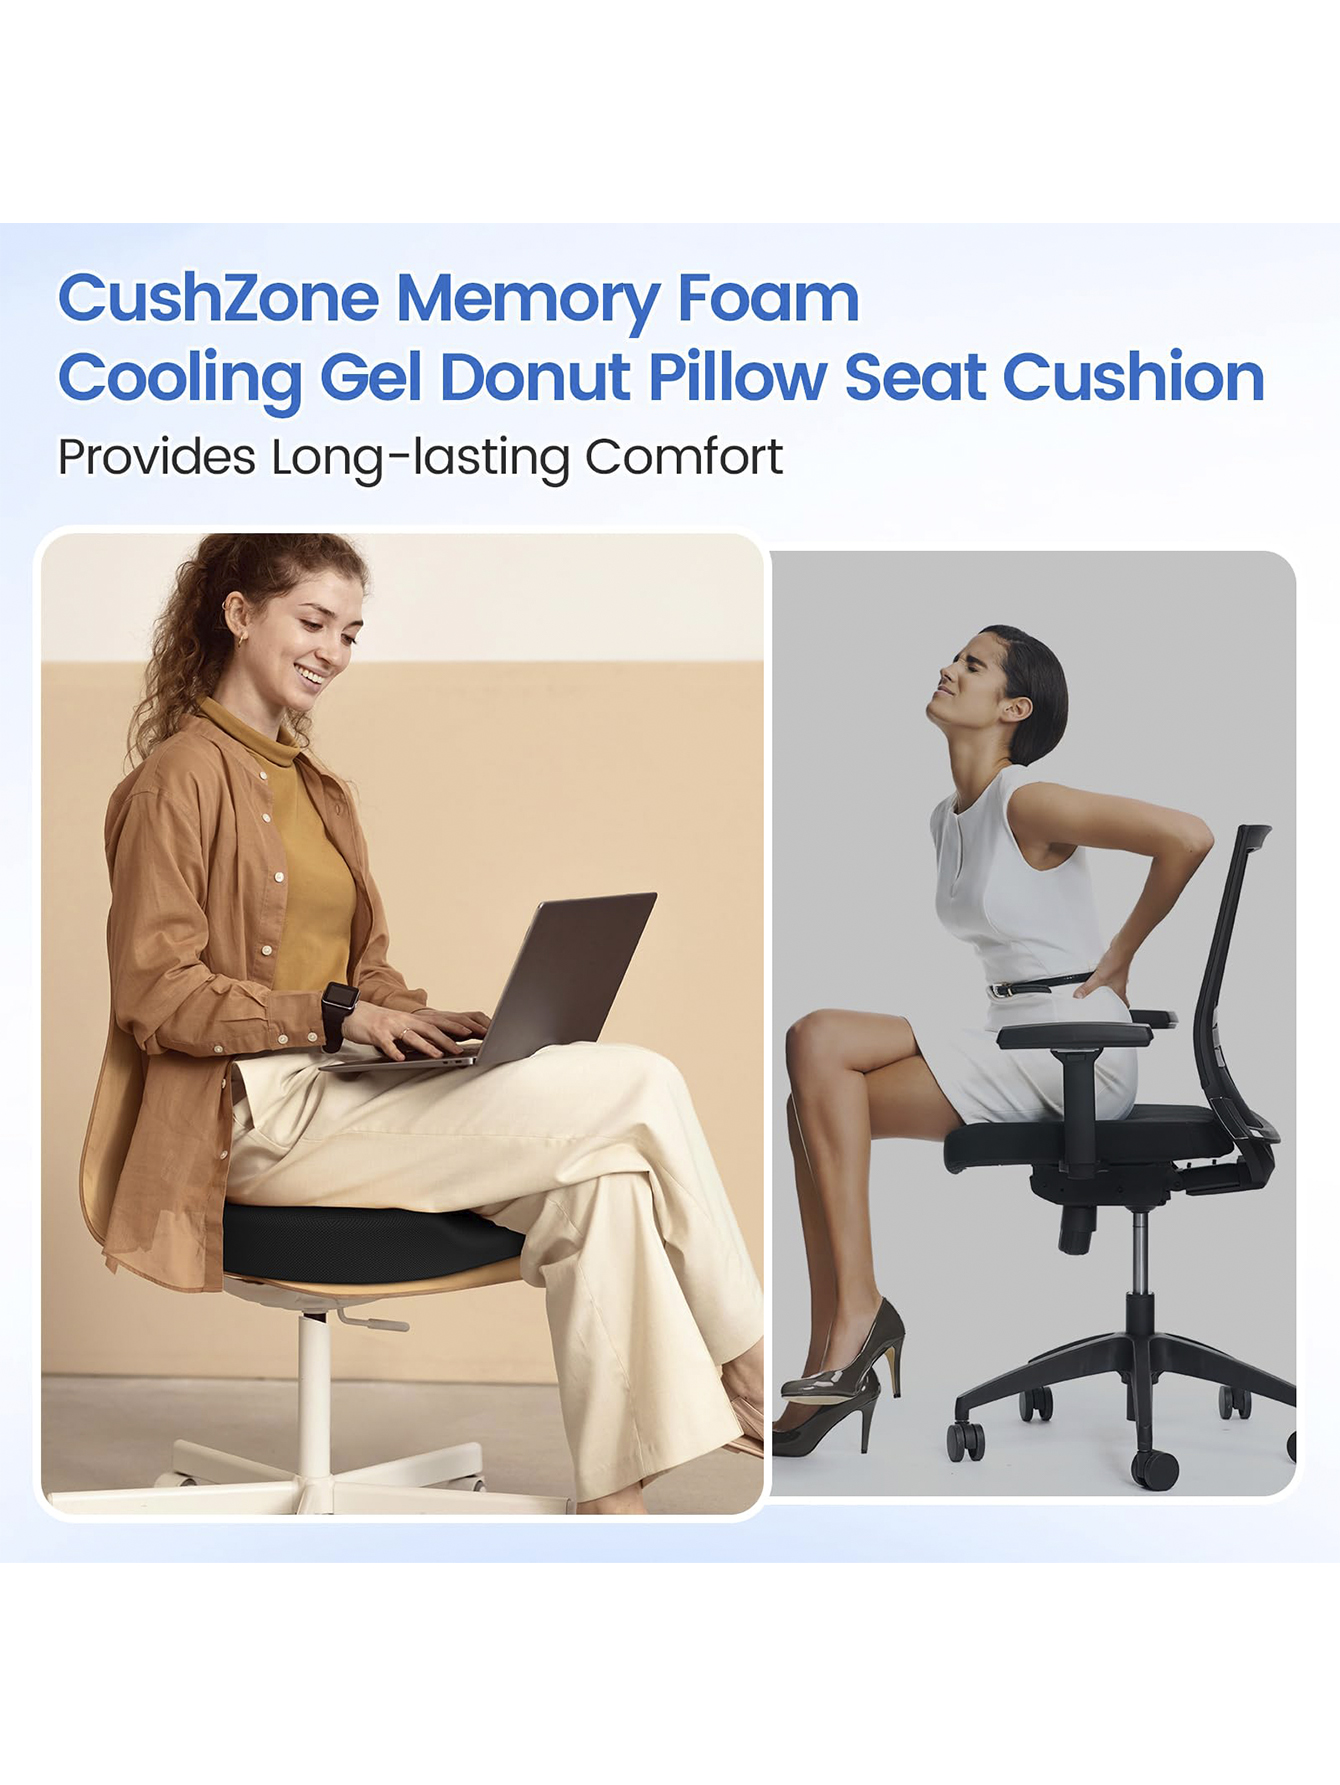 CushZone Memory Foam
Cooling Gel Donut Pillow Seat Cushion
Provides Long-lasting Comfort